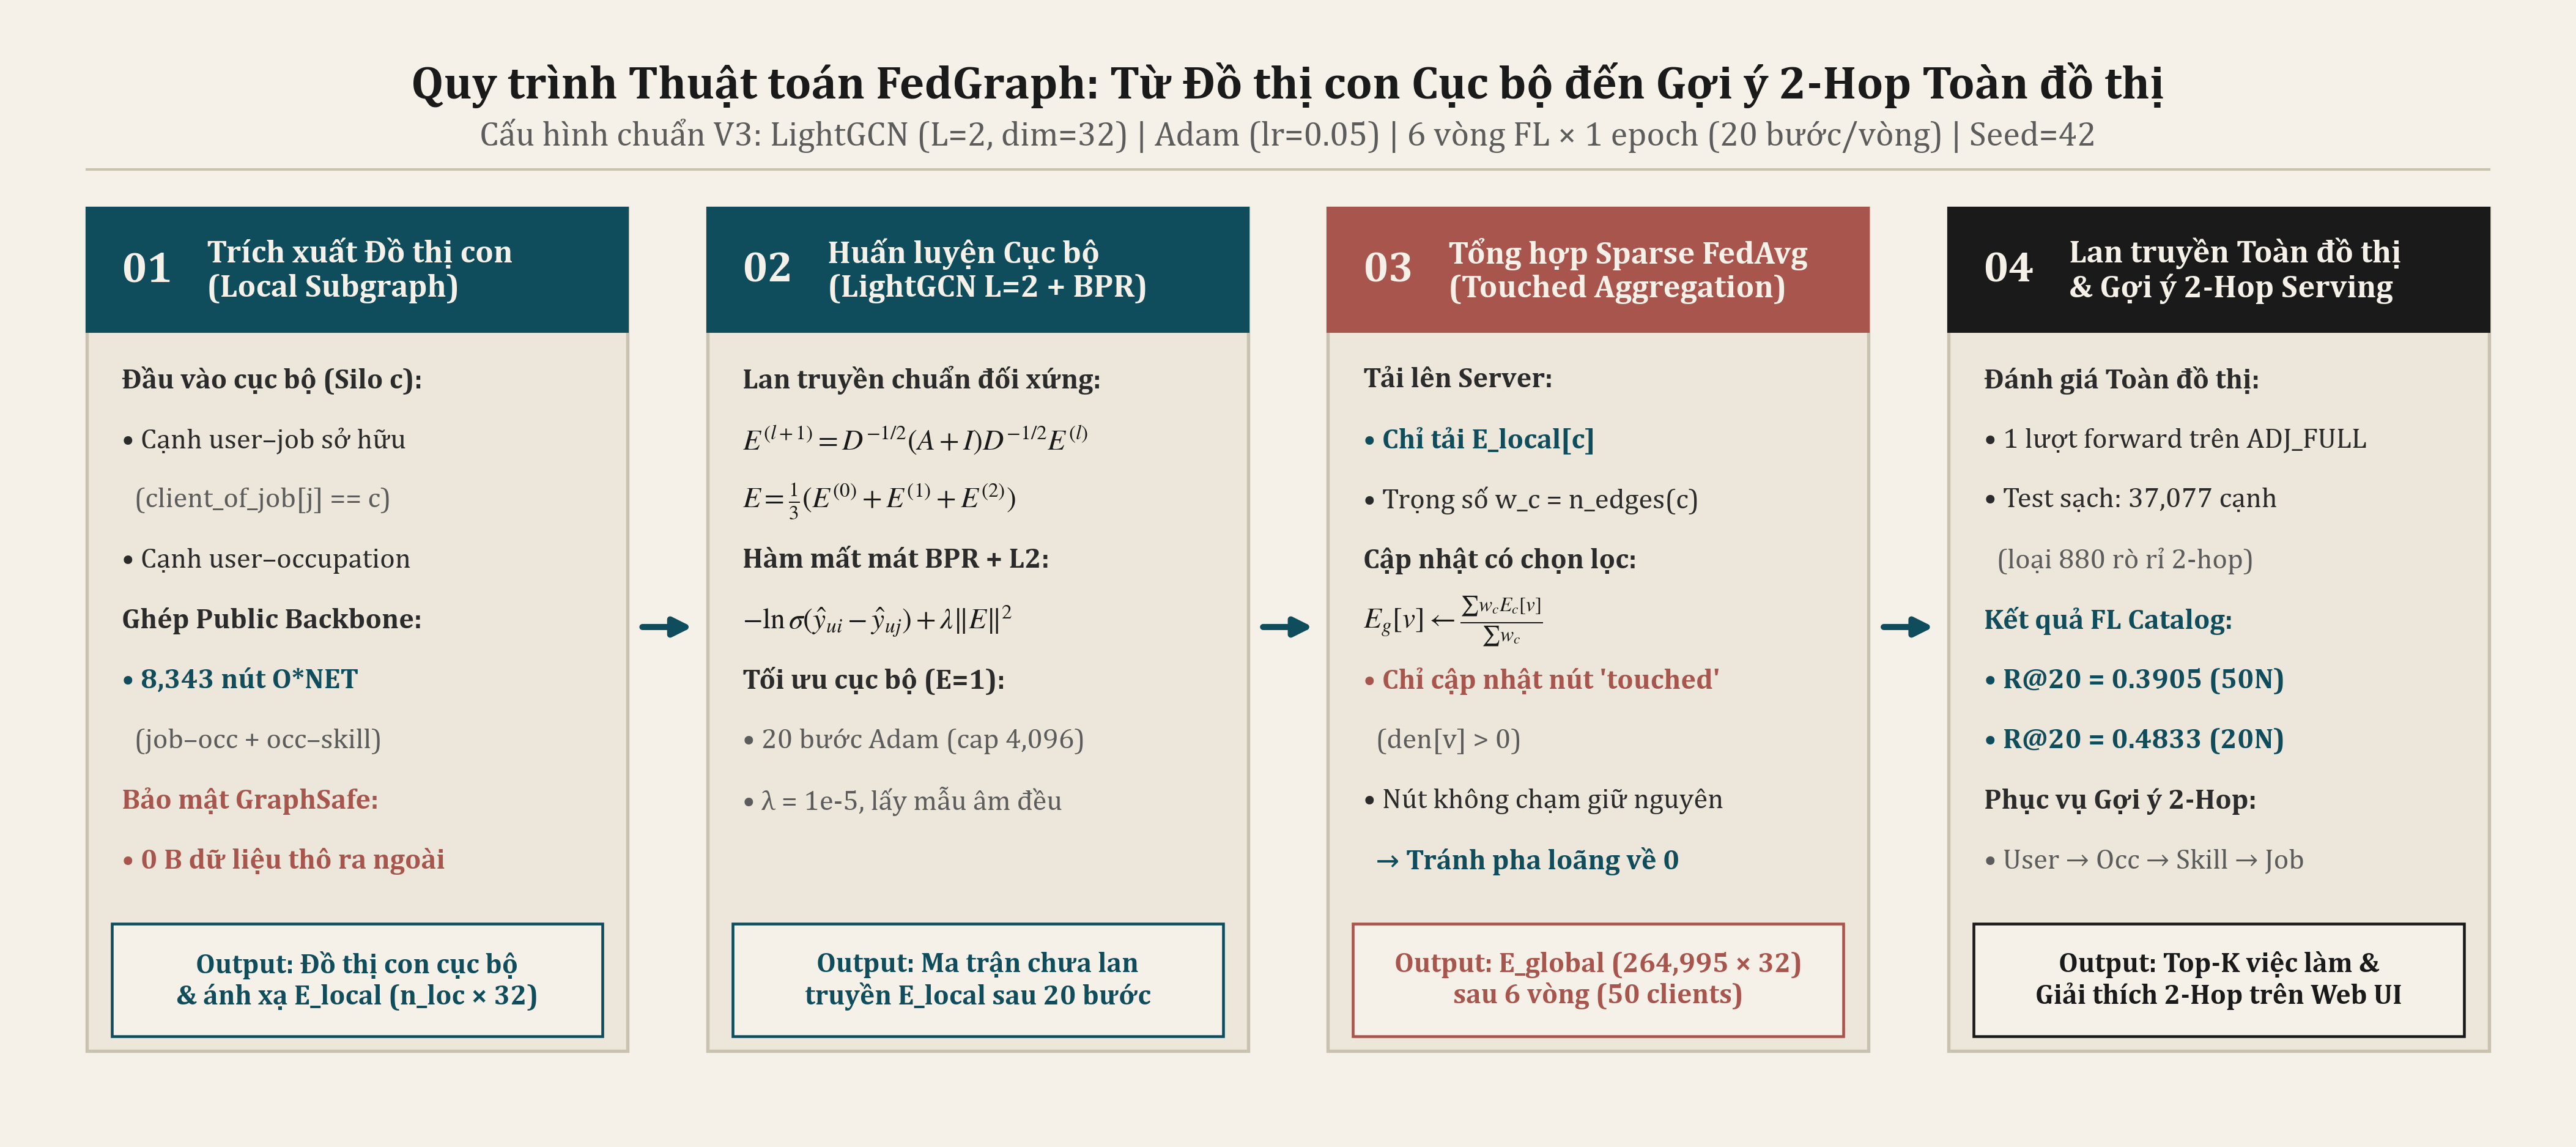 Quy trình Thuật toán FedGraph: Từ Đồ thị con Cục bộ đến Gợi ý 2-Hop Toàn đồ thị
Cấu hình chuẩn V3: LightGCN (L=2, dim=32) | Adam (lr=0.05) | 6 vòng FL × 1 epoch (20 bước/vòng) | Seed=42
01
Trích xuất Đồ thị con
(Local Subgraph)
Đầu vào cục bộ (Silo c):
• Cạnh user–job sở hữu
(client_of_job[j] == c)
• Cạnh user–occupation
Ghép Public Backbone:
• 8,343 nút O*NET
(job–occ + occ–skill)
Bảo mật GraphSafe:
• 0 B dữ liệu thô ra ngoài
Output: Đồ thị con cục bộ
& ánh xạ E_local (n_loc × 32)
02
Huấn luyện Cục bộ
(LightGCN L=2 + BPR)
Lan truyền chuẩn đối xứng:
E^{(l+1)} = D^{-1/2}(A + I)D^{-1/2}E^{(l)}
E = \frac{1}{3}(E^{(0)} + E^{(1)} + E^{(2)})
Hàm mất mát BPR + L2:
−ln σ(ŷ_{ui} − ŷ_{uj}) + λ‖E‖²
Tối ưu cục bộ (E=1):
• 20 bước Adam (cap 4,096)
• λ = 1e-5, lấy mẫu âm đều
Output: Ma trận chưa lan
truyền E_local sau 20 bước
03
Tổng hợp Sparse FedAvg
(Touched Aggregation)
Tải lên Server:
• Chỉ tải E_local[c]
• Trọng số w_c = n_edges(c)
Cập nhật có chọn lọc:
E_g[v] ← \frac{∑w_c E_c[v]}{∑w_c}
• Chỉ cập nhật nút 'touched'
(den[v] > 0)
• Nút không chạm giữ nguyên
→ Tránh pha loãng về 0
Output: E_global (264,995 × 32)
sau 6 vòng (50 clients)
04
Lan truyền Toàn đồ thị
& Gợi ý 2-Hop Serving
Đánh giá Toàn đồ thị:
• 1 lượt forward trên ADJ_FULL
• Test sạch: 37,077 cạnh
(loại 880 rò rỉ 2-hop)
Kết quả FL Catalog:
• R@20 = 0.3905 (50N)
• R@20 = 0.4833 (20N)
Phục vụ Gợi ý 2-Hop:
• User → Occ → Skill → Job
Output: Top-K việc làm &
Giải thích 2-Hop trên Web UI